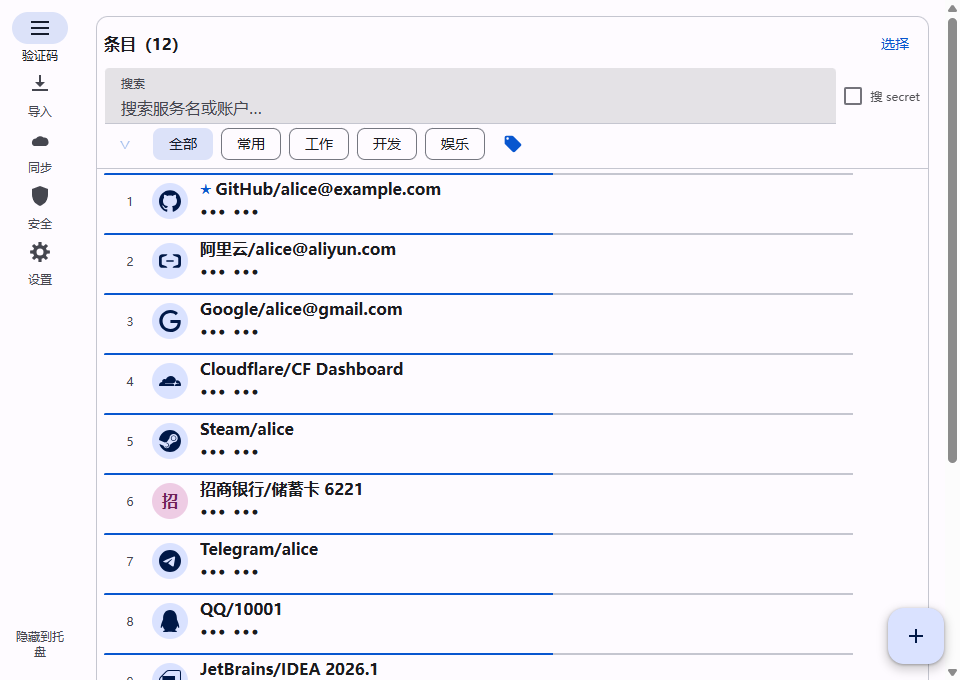 验证码
导入
同步
安全
设置
隐藏到托
盘
条目（12）
选择
搜索
搜索服务名或账户...
搜 secret
全部
常用
工作
开发
娱乐
1
★ GitHub/alice@example.com
••• •••
2
阿里云/alice@aliyun.com
••• •••
3
Google/alice@gmail.com
••• •••
4
Cloudflare/CF Dashboard
••• •••
5
Steam/alice
••• •••
招
6
招商银行/储蓄卡 6221
••• •••
7
Telegram/alice
••• •••
8
QQ/10001
••• •••
JetBrains/IDEA 2026.1